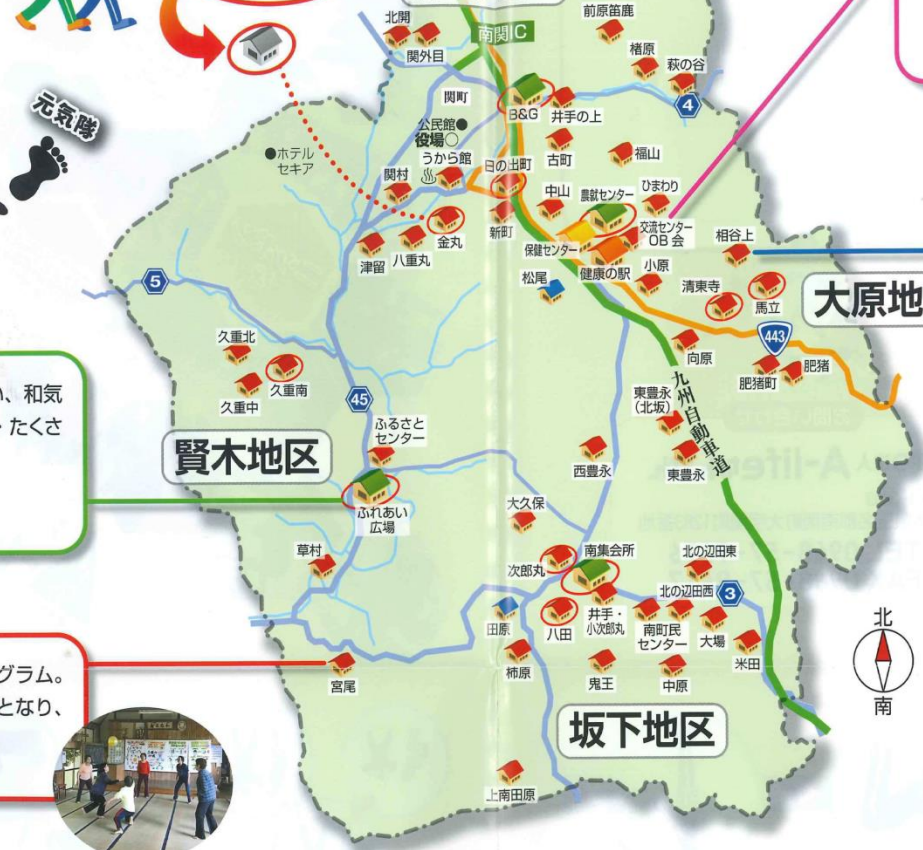 北開
関外目
南関IC
前原笛鹿
楮原
萩の谷
4
元気隊
関町
B&G
井手の上
公民館●
役場○
うから館
●ホテル
セキア
日の出町
古町
福山
関村
中山
農就センター
ひまわり
金丸
新町
交流センター
OB会
相谷上
津留
八重丸
保健センター
健康の駅
小原
松尾
清東寺
馬立
大原地
5
443
向原
肥猪町
肥猪
久重北
久重南
久重中
45
東豊永
(北坂)
九州自動車道
い、和気
たくさ
賢木地区
ふるさと
センター
西豊永
東豊永
A-life
ふれあい
広場
大久保
草村
次郎丸
南集会所
北の辺田東
北の辺田西
3
田原
八田
井手・
小次郎丸
南町民
センター
大場
米田
北
南
グラム。
となり、
宮尾
柿原
鬼王
中原
坂下地区
上南田原